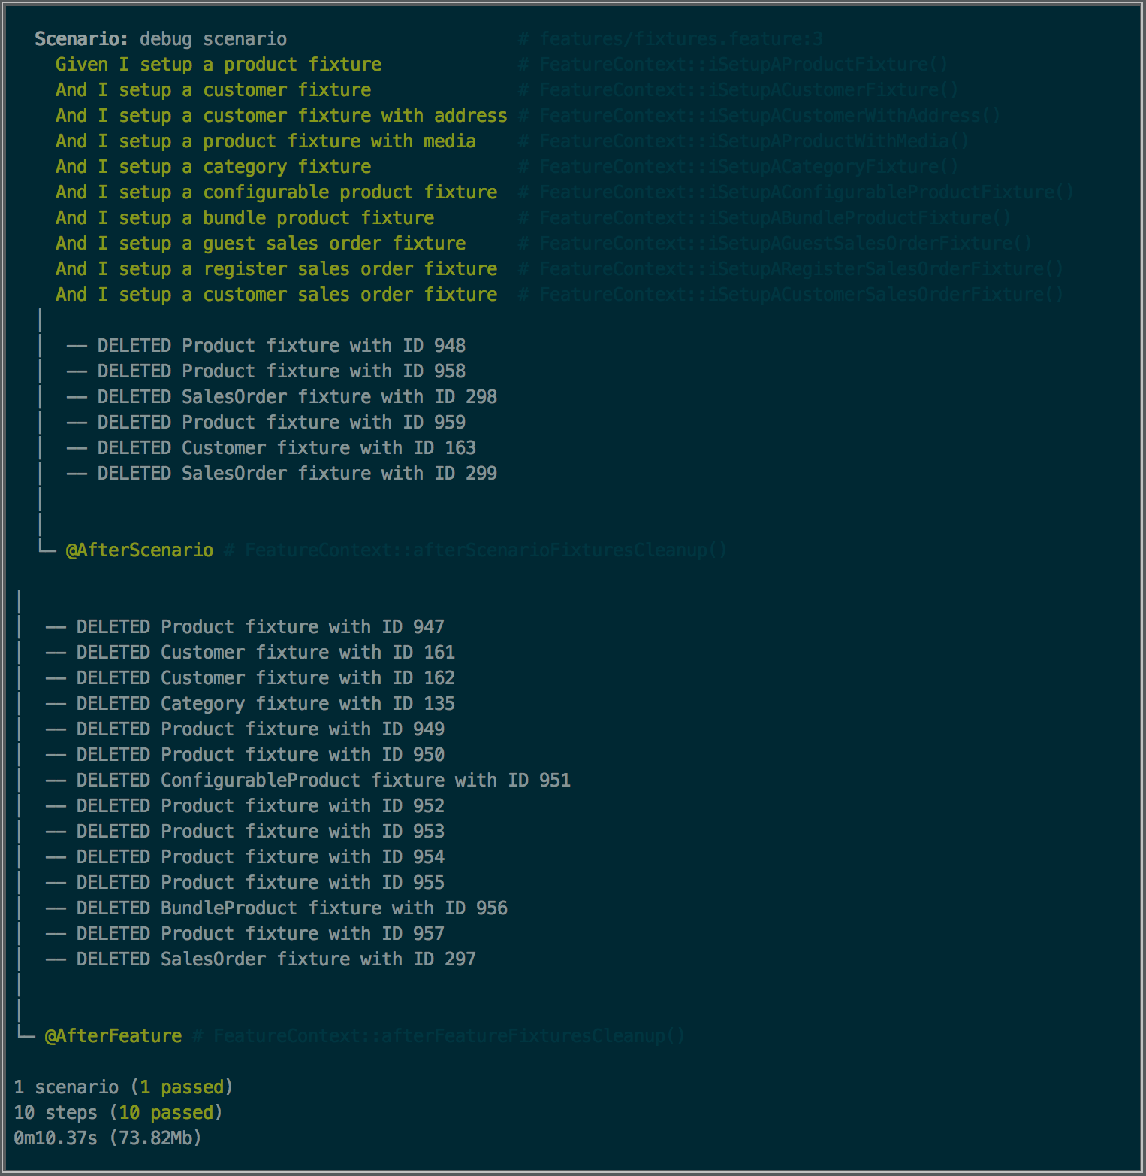 Scenario: debug scenario # features/fixtures.feature:3
Given I setup a product fixture # FeatureContext::iSetupAProductFixture()
And I setup a customer fixture # FeatureContext::iSetupACustomerFixture()
And I setup a customer fixture with address # FeatureContext::iSetupACustomerWithAddress()
And I setup a product fixture with media # FeatureContext::iSetupAProductWithMedia()
And I setup a category fixture # FeatureContext::iSetupACategoryFixture()
And I setup a configurable product fixture # FeatureContext::iSetupAConfigurableProductFixture()
And I setup a bundle product fixture # FeatureContext::iSetupABundleProductFixture()
And I setup a guest sales order fixture # FeatureContext::iSetupAGuestSalesOrderFixture()
And I setup a register sales order fixture # FeatureContext::iSetupARegisterSalesOrderFixture()
And I setup a customer sales order fixture # FeatureContext::iSetupACustomerSalesOrderFixture()
│
│ —— DELETED Product fixture with ID 948
│ —— DELETED Product fixture with ID 958
│ —— DELETED SalesOrder fixture with ID 298
│ —— DELETED Product fixture with ID 959
│ —— DELETED Customer fixture with ID 163
│ —— DELETED SalesOrder fixture with ID 299
│
│
└─ @AfterScenario # FeatureContext::afterScenarioFixturesCleanup()
│
│ —— DELETED Product fixture with ID 947
│ —— DELETED Customer fixture with ID 161
│ —— DELETED Customer fixture with ID 162
│ —— DELETED Category fixture with ID 135
│ —— DELETED Product fixture with ID 949
│ —— DELETED Product fixture with ID 950
│ —— DELETED ConfigurableProduct fixture with ID 951
│ —— DELETED Product fixture with ID 952
│ —— DELETED Product fixture with ID 953
│ —— DELETED Product fixture with ID 954
│ —— DELETED Product fixture with ID 955
│ —— DELETED BundleProduct fixture with ID 956
│ —— DELETED Product fixture with ID 957
│ —— DELETED SalesOrder fixture with ID 297
│
│
└─ @AfterFeature # FeatureContext::afterFeatureFixturesCleanup()
1 scenario (1 passed)
10 steps (10 passed)
0m10.37s (73.82Mb)